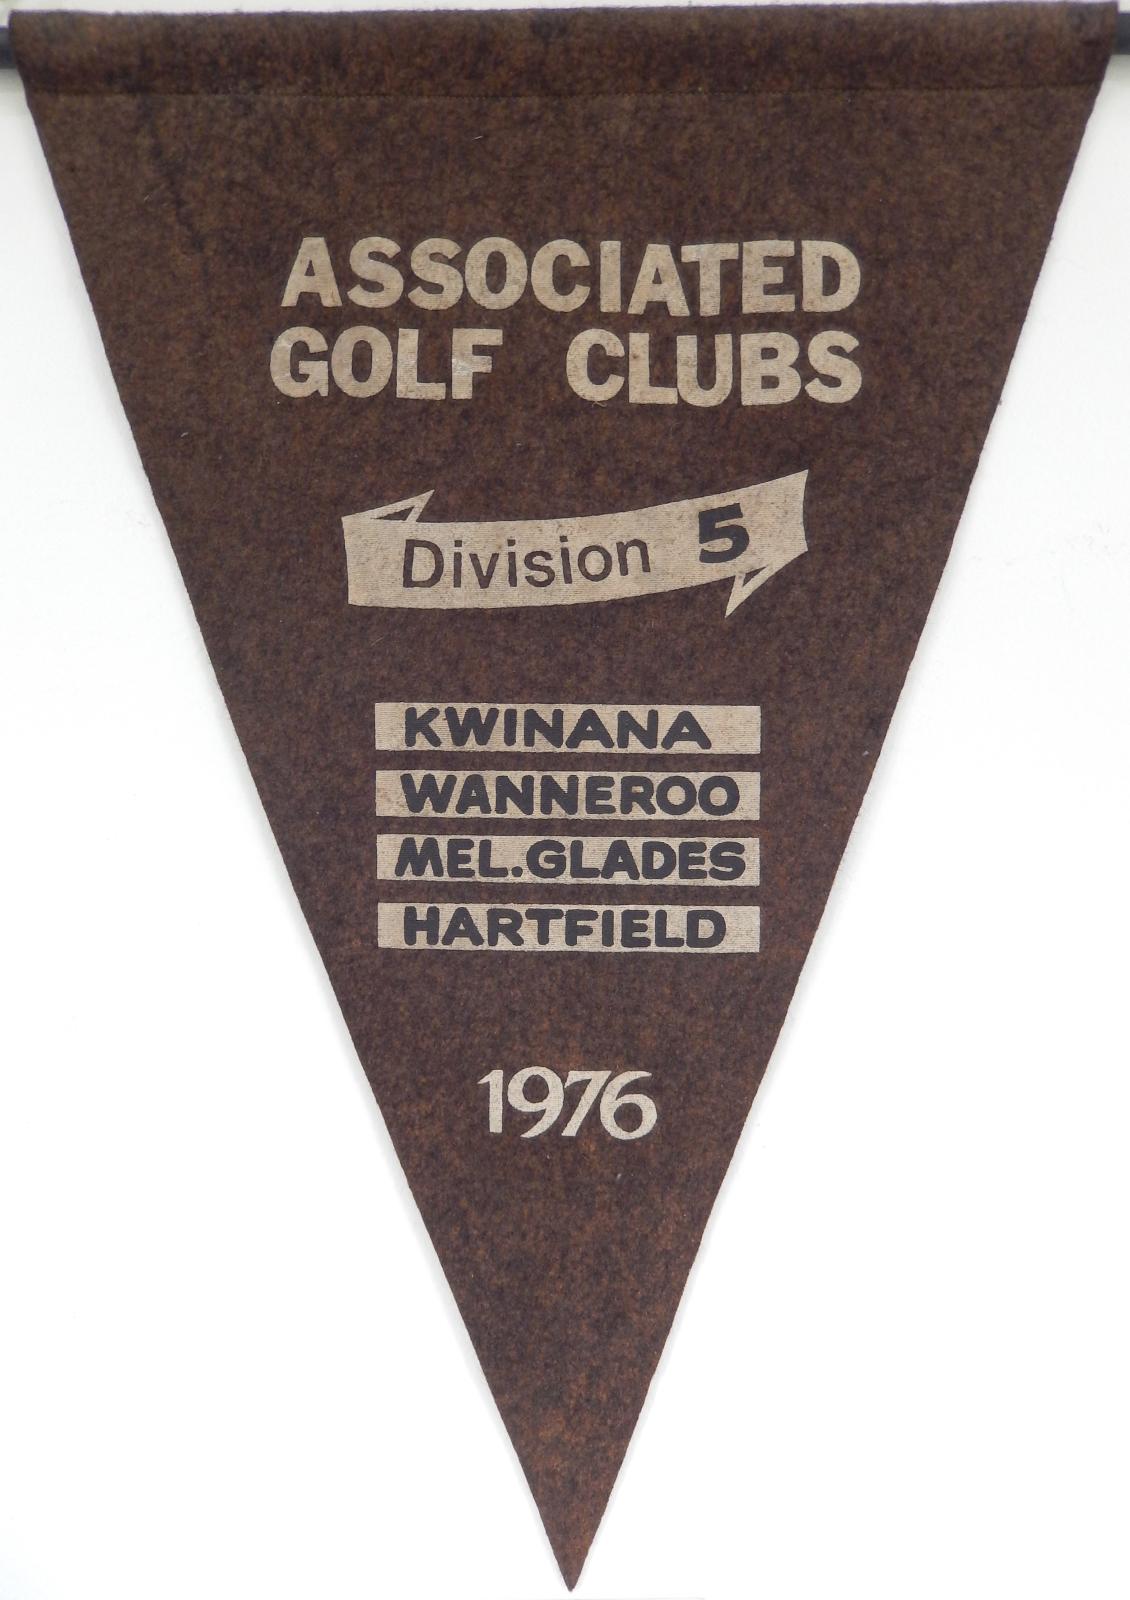 ASSOCIATED
GOLF CLUBS
Division 5
KWINANA
WANNEROO
MEL.GLADES
HARTFIELD
1976